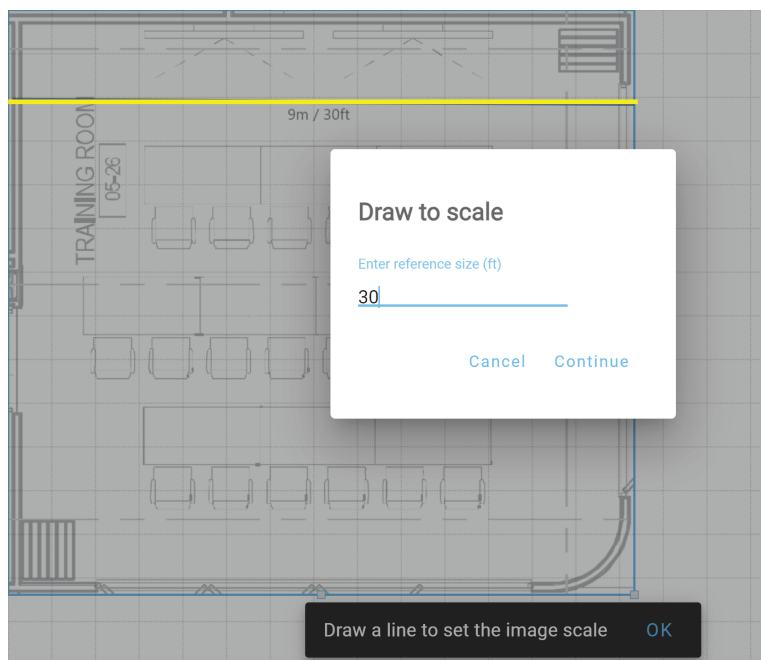 9m / 30ft
TRAINING ROOM
05-26
Draw to scale
Enter reference size (ft)
30
Cancel Continue
Draw a line to set the image scale OK